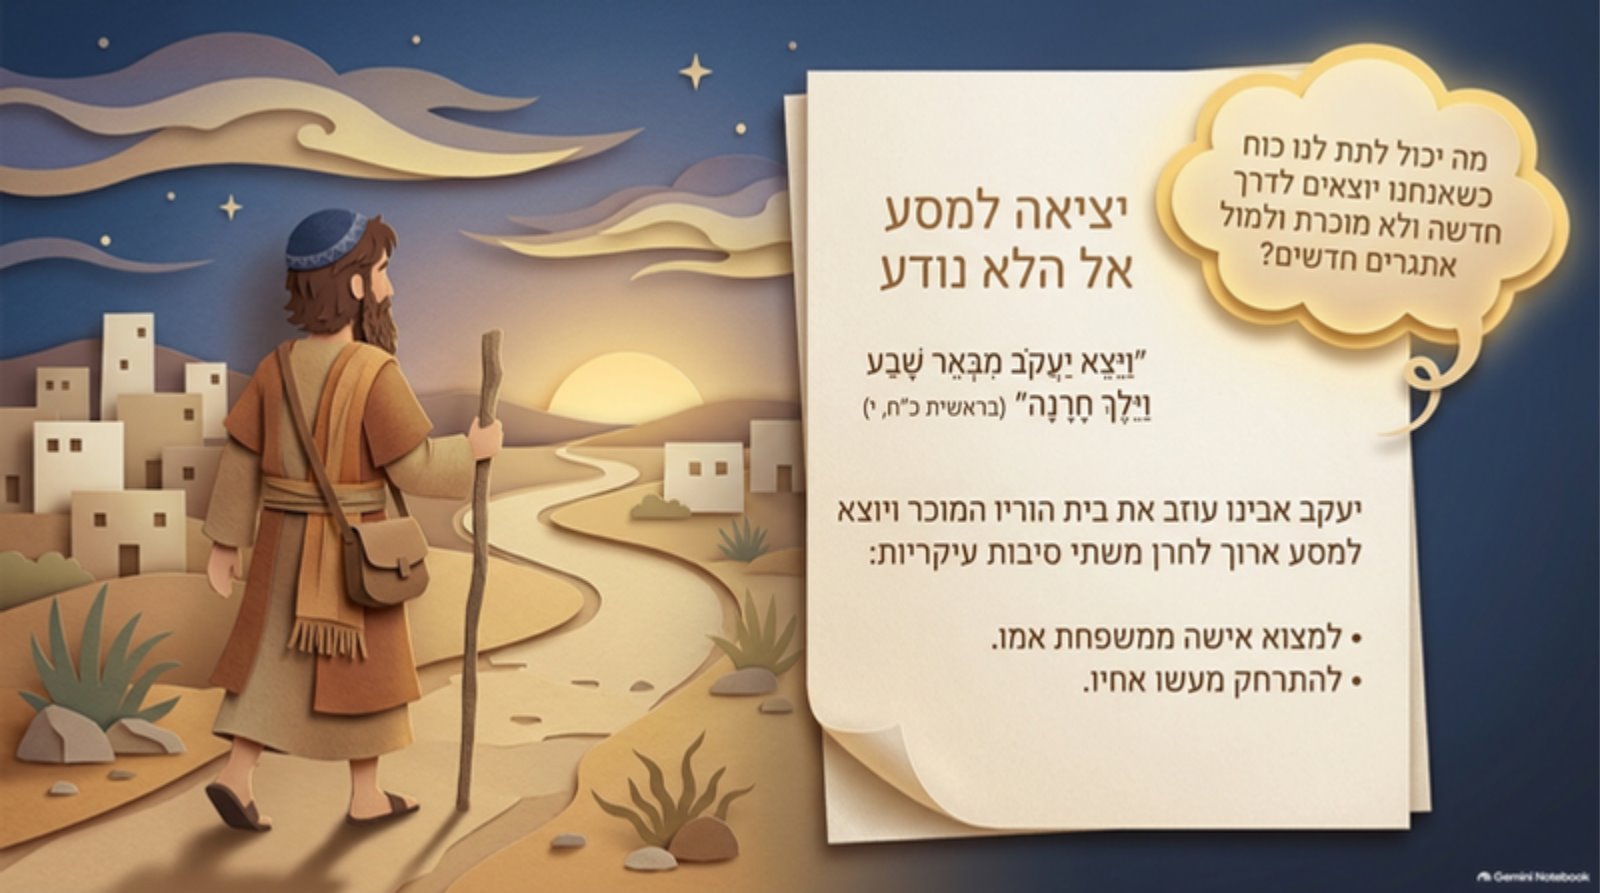 יציאה למסע
אל הלא נודע
"וַיֵּצֵא יַעֲקֹב מִבְּאֵר שָׁבַע
וַיֵּלֶךְ חָרָנָה" (בראשית כ"ח, י)
יעקב אבינו עוזב את בית הוריו המוכר ויוצא
למסע ארוך לחרן משתי סיבות עיקריות:
• למצוא אישה ממשפחת אמו.
• להתרחק מעשו אחיו.
מה יכול לתת לנו כוח
כשאנחנו יוצאים לדרך
חדשה ולא מוכרת ולמול
אתגרים חדשים?
Gemini Notebook